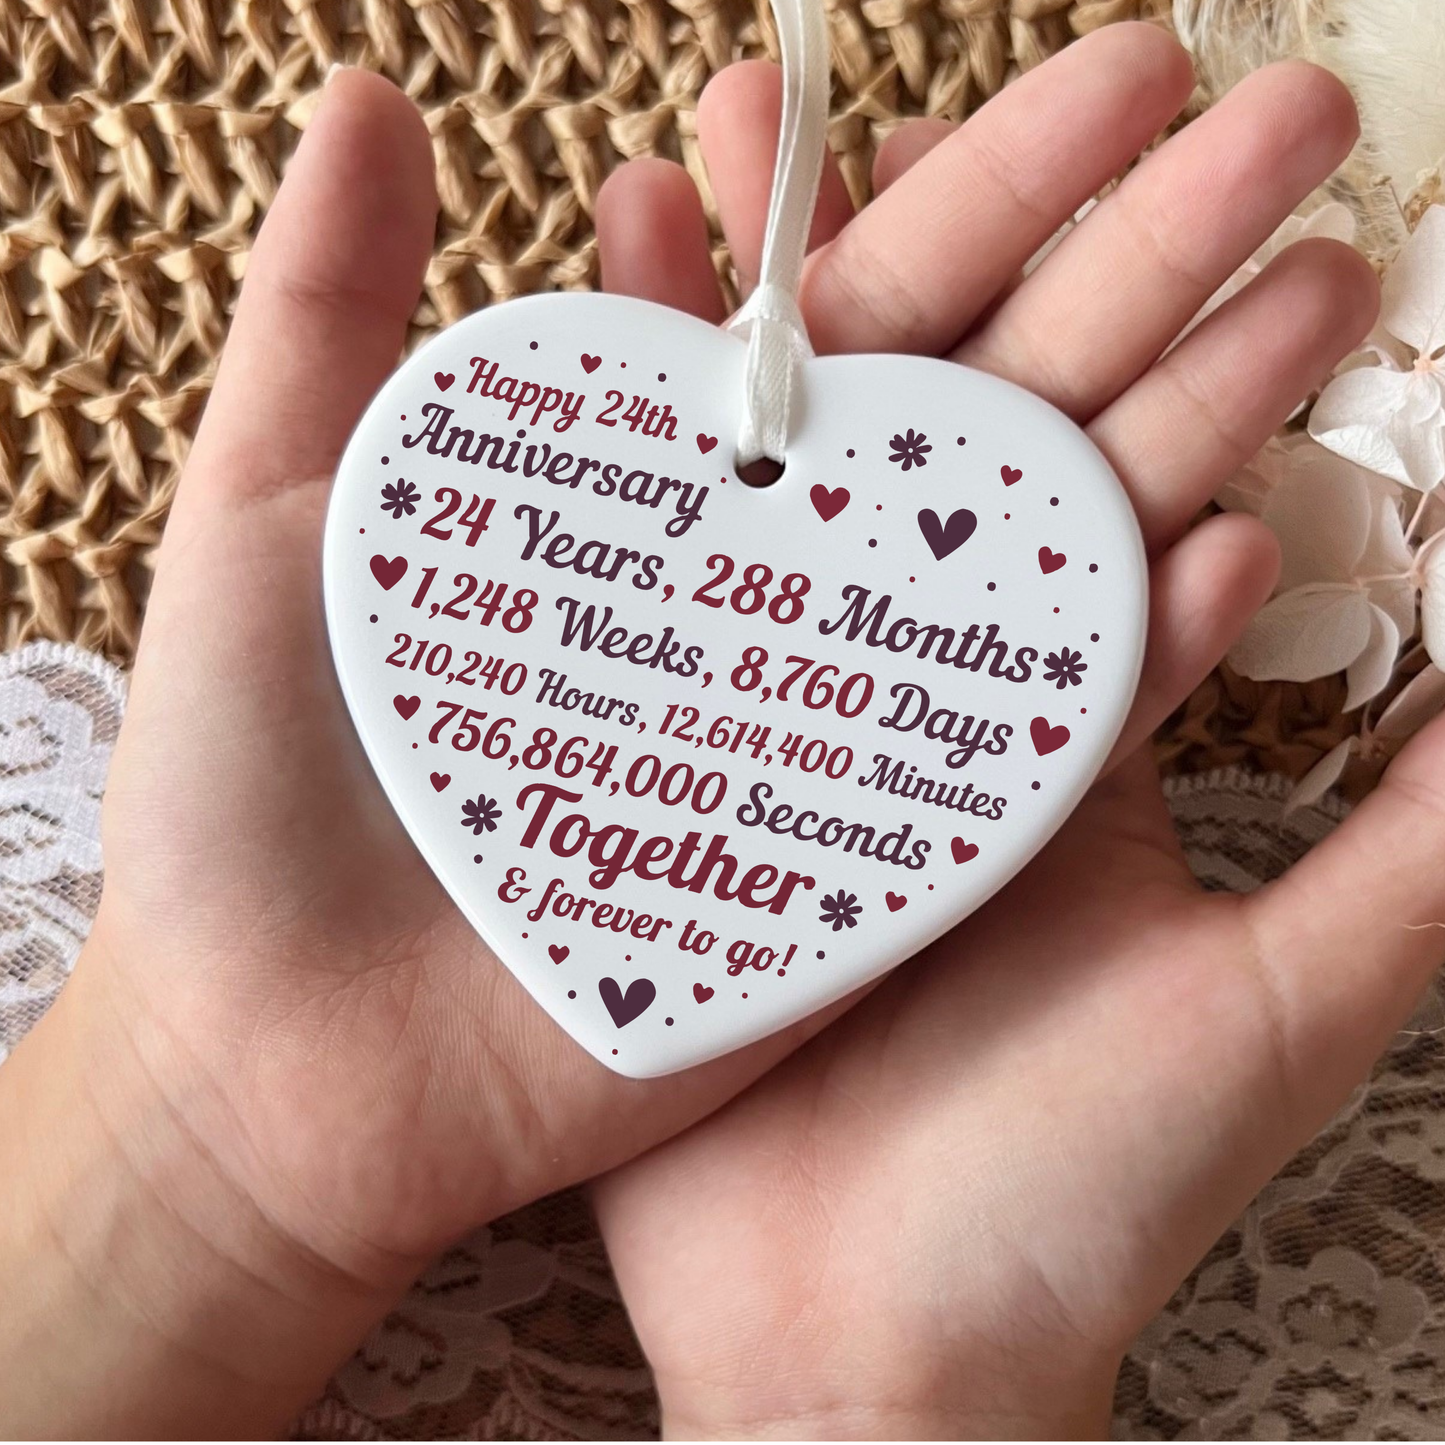 Happy 24th
Anniversary
24 Years, 288 Months
1,248 Weeks, 8,760 Days
210,240 Hours, 12,614,400 Minutes
756,864,000 Seconds
Together
& forever to go!